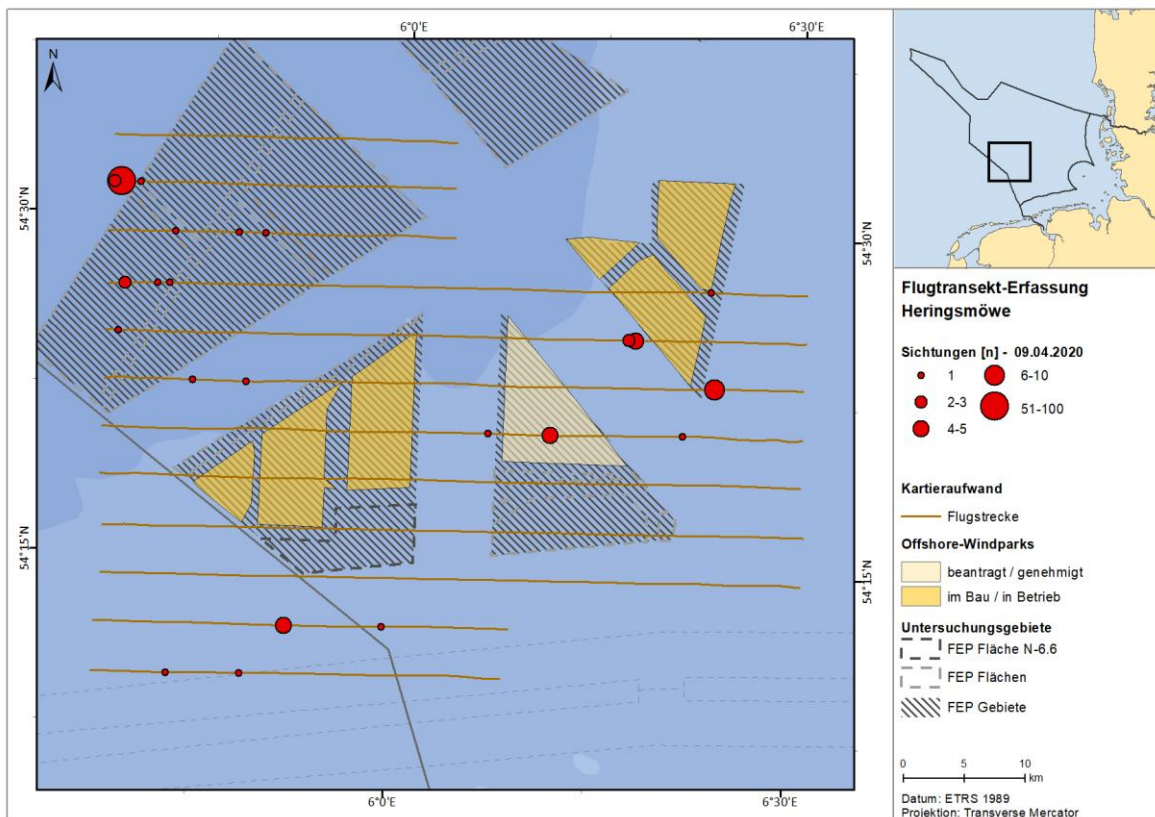 6°0'E
6°30'E
N
54°30'N
54°30'N
54°15'N
54°15'N
6°0'E
6°30'E
Flugtransekt-Erfassung
Heringsmöwe
Sichtungen [n] - 09.04.2020
1
6-10
2-3
51-100
4-5
Kartieraufwand
Flugstrecke
Offshore-Windparks
beantragt / genehmigt
im Bau / in Betrieb
Untersuchungsgebiete
FEP Fläche N-6.6
FEP Flächen
FEP Gebiete
0 5 10
km
Datum: ETRS 1989
Projektion: Transverse Mercator